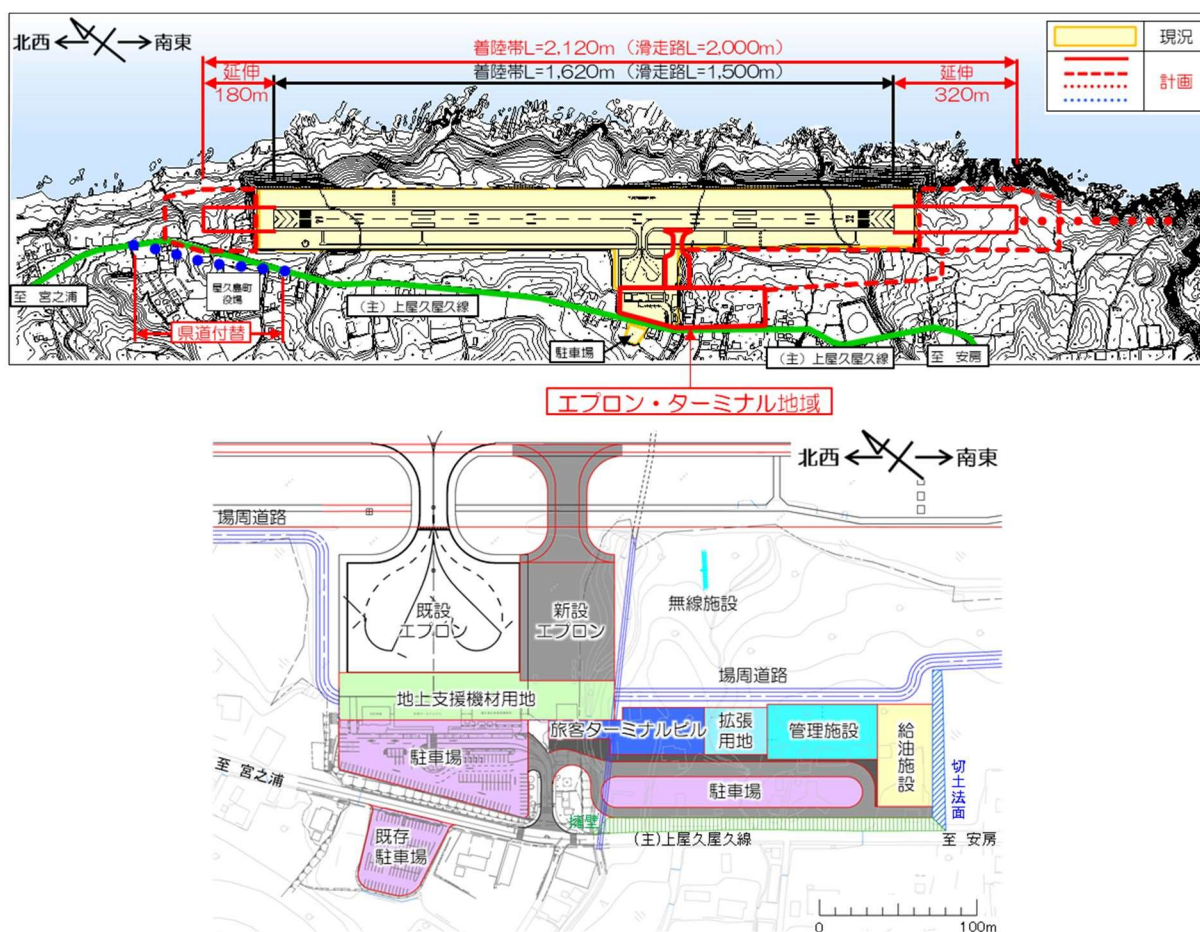 北西 南東
着陸帯L=2,120m（滑走路L=2,000m）
着陸帯L=1,620m（滑走路L=1,500m）
延伸
180m
延伸
320m
現況
計画
至 宮之浦
屋久島町
役場
県道付替
（主）上屋久屋久線
駐車場
（主）上屋久屋久線
至 安房
エプロン・ターミナル地域
北西 南東
場周道路
既設
エプロン
新設
エプロン
無線施設
場周道路
地上支援機材用地
旅客ターミナルビル
拡張
用地
管理施設
給油施設
切土法面
駐車場
駐車場
至 宮之浦
既存
駐車場
擁壁
（主）上屋久屋久線
至 安房
0 100m